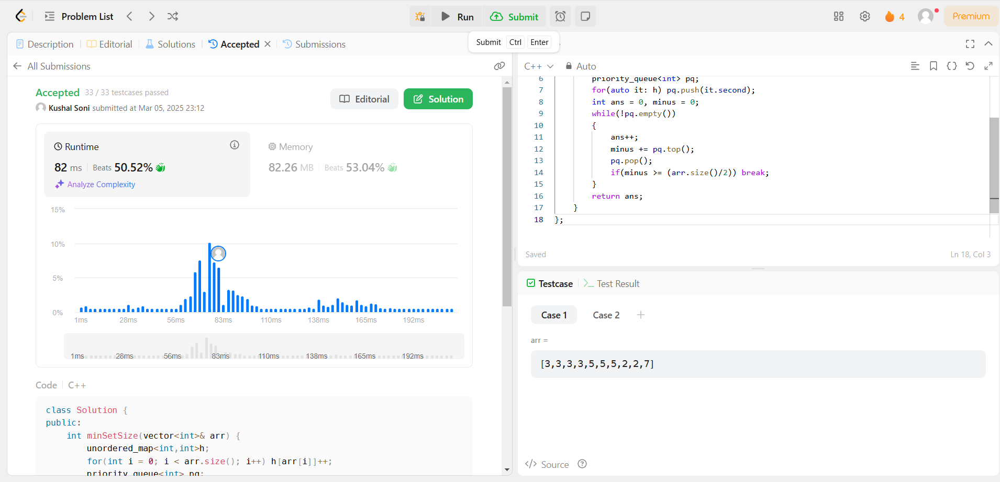 Problem List
Run
Submit
4
Premium
Description
Editorial
Solutions
Accepted
Submissions
Submit Ctrl Enter
All Submissions
Accepted 33 / 33 testcases passed
Kushal Soni submitted at Mar 05, 2025 23:12
Editorial
Solution
Runtime
82 ms Beats 50.52%
Analyze Complexity
Memory
82.26 MB Beats 53.04%
15%
10%
5%
0%
1ms 28ms 56ms 83ms 110ms 138ms 165ms 192ms
1ms 28ms 56ms 83ms 110ms 138ms 165ms 192ms
Code C++
class Solution {
public:
    int minSetSize(vector<int>& arr) {
        unordered_map<int,int>h;
        for(int i = 0; i < arr.size(); i++) h[arr[i]]++;
        priority_queue<int> pq;
C++ Auto
6 priority_queue<int> pq;
7 for(auto it: h) pq.push(it.second);
8 int ans = 0, minus = 0;
9 while(!pq.empty())
10 {
11     ans++;
12     minus += pq.top();
13     pq.pop();
14     if(minus >= (arr.size()/2)) break;
15 }
16 return ans;
17 }
18 };
Saved
Ln 18, Col 3
Testcase
Test Result
Case 1 Case 2 +
arr =
[3,3,3,3,5,5,5,2,2,7]
</> Source